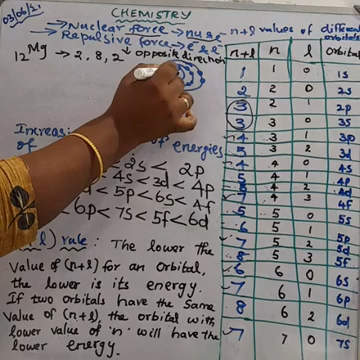 03/06/21
CHEMISTRY
→ Nuclear force → nu & e⁻
→ Repulsive force → e⁻ & e⁻
12 Mg → 2, 8, 2 ↓ opposite direction
Increasi
of energies
< 2s < 2p
< 4s < 3d < 4p
d < 5p < 6s < 4f
< 6p < 7s < 5f < 6d
l) rule: The lower the
value of (n+l) for an orbital,
the lower is its energy.
If two orbitals have the same
value of (n+l), the orbital with
lower value of 'n' will have the
lower energy.
n+l values of different
orbitals
n+l n l Orbital
1 1 0 1s
2 2 0 2s
3 2 1 2p
3 3 0 3s
4 3 1 3p
5 3 2 3d
4 4 0 4s
5 4 1 4p
6 4 2 4d
7 4 3 4f
5 5 0 5s
6 5 1 5p
7 5 2 5d
8 5 3 5f
6 6 0 6s
7 6 1 6p
8 6 2 6d
7 7 0 7s